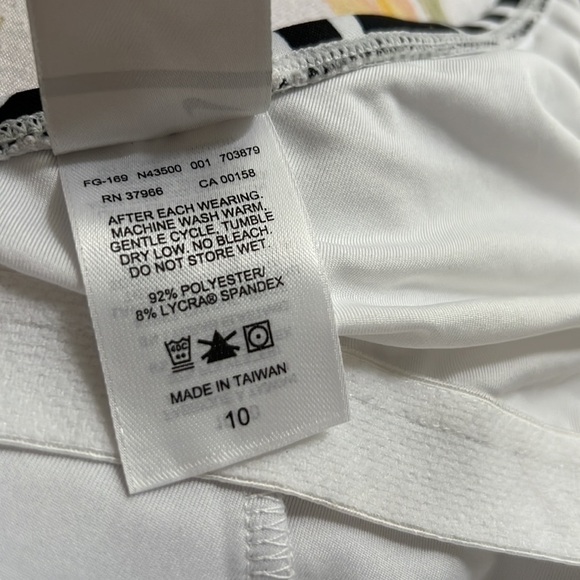 FG-169 N43500 001 703879
RN 37966 CA 00158
AFTER EACH WEARING.
MACHINE WASH WARM.
GENTLE CYCLE. TUMBLE
DRY LOW. NO BLEACH.
DO NOT STORE WET.
92% POLYESTER/
8% LYCRA® SPANDEX
MADE IN TAIWAN
10